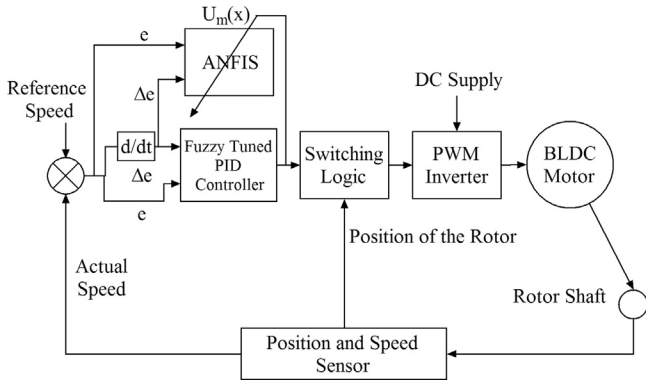 U_m(x)
e
ANFIS
Reference
Speed
Δe
DC Supply
d/dt
Fuzzy Tuned
PID
Controller
Switching
Logic
PWM
Inverter
BLDC
Motor
Δe
e
Position of the Rotor
Actual
Speed
Rotor Shaft
Position and Speed
Sensor